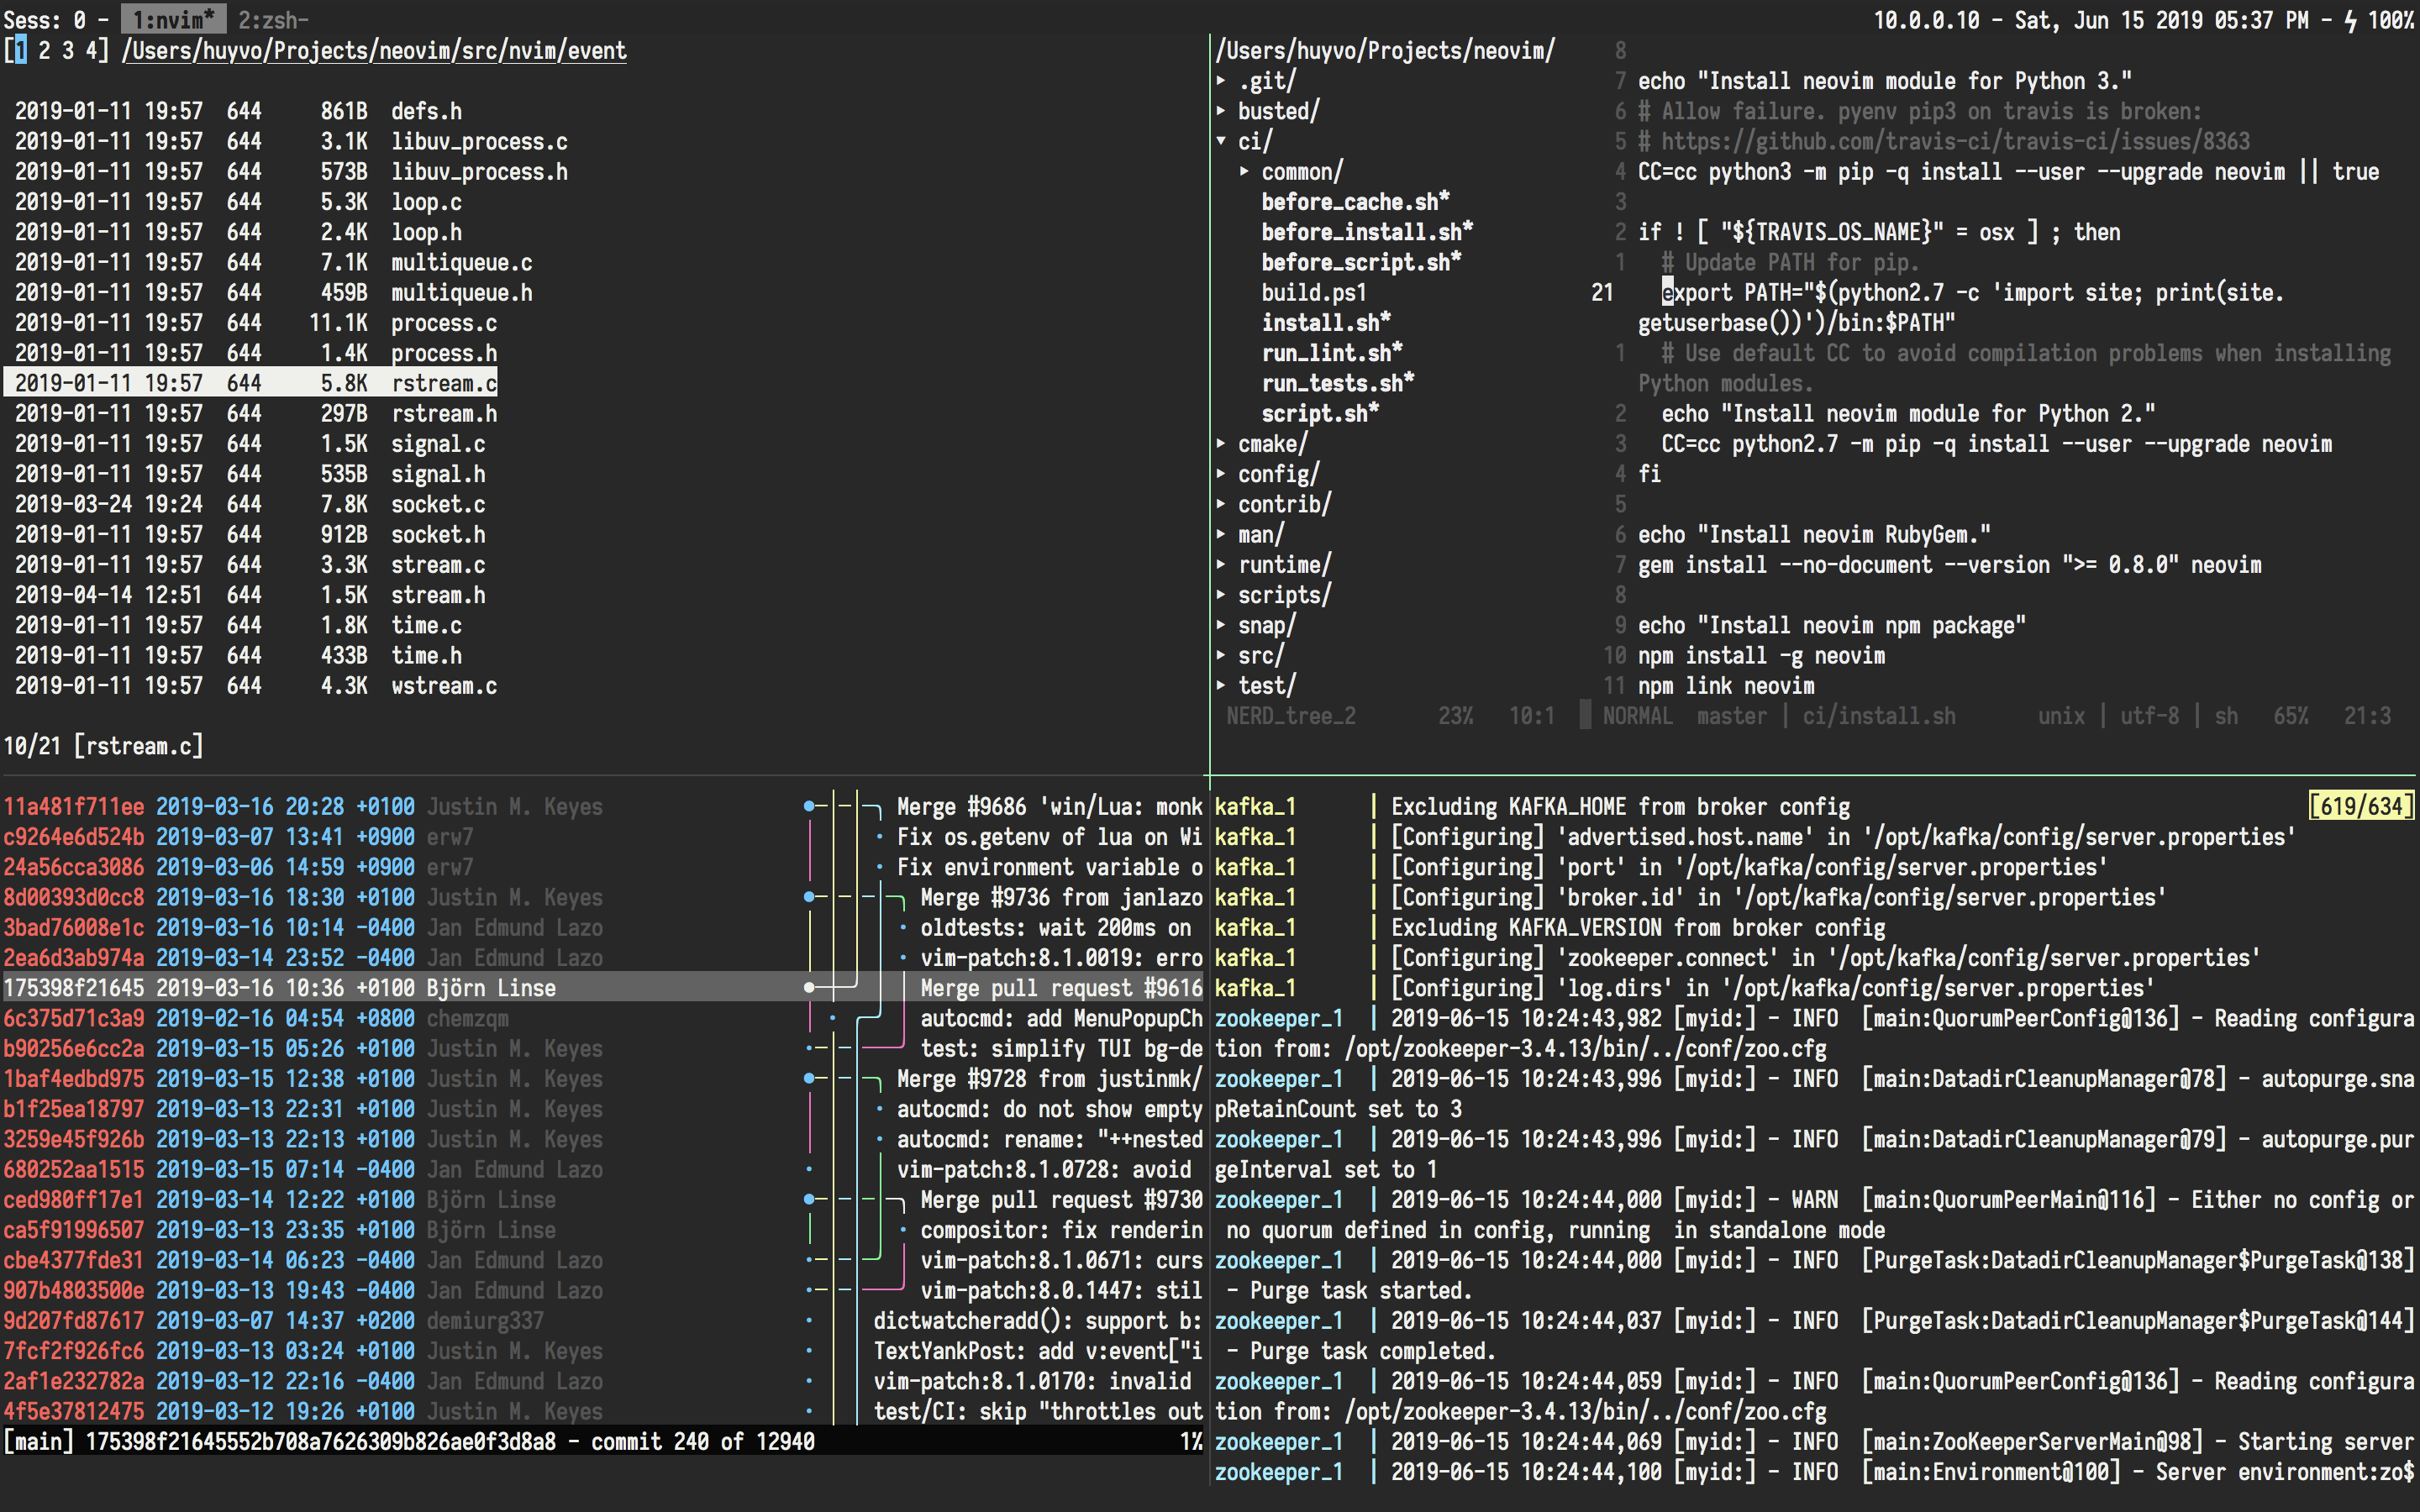 Sess: 0 - 1:nvim* 2:zsh-
10.0.0.10 - Sat, Jun 15 2019 05:37 PM - ϟ 100%
[1 2 3 4] /Users/huyvo/Projects/neovim/src/nvim/event
2019-01-11 19:57 644 861B defs.h
2019-01-11 19:57 644 3.1K libuv_process.c
2019-01-11 19:57 644 573B libuv_process.h
2019-01-11 19:57 644 5.3K loop.c
2019-01-11 19:57 644 2.4K loop.h
2019-01-11 19:57 644 7.1K multiqueue.c
2019-01-11 19:57 644 459B multiqueue.h
2019-01-11 19:57 644 11.1K process.c
2019-01-11 19:57 644 1.4K process.h
2019-01-11 19:57 644 5.8K rstream.c
2019-01-11 19:57 644 297B rstream.h
2019-01-11 19:57 644 1.5K signal.c
2019-01-11 19:57 644 535B signal.h
2019-03-24 19:24 644 7.8K socket.c
2019-01-11 19:57 644 912B socket.h
2019-01-11 19:57 644 3.3K stream.c
2019-04-14 12:51 644 1.5K stream.h
2019-01-11 19:57 644 1.8K time.c
2019-01-11 19:57 644 433B time.h
2019-01-11 19:57 644 4.3K wstream.c
10/21 [rstream.c]
/Users/huyvo/Projects/neovim/
▸ .git/
▸ busted/
▾ ci/
▸ common/
before_cache.sh*
before_install.sh*
before_script.sh*
build.ps1
install.sh*
run_lint.sh*
run_tests.sh*
script.sh*
▸ cmake/
▸ config/
▸ contrib/
▸ man/
▸ runtime/
▸ scripts/
▸ snap/
▸ src/
▸ test/
NERD_tree_2 23% 10:1
8
7 echo "Install neovim module for Python 3."
6 # Allow failure. pyenv pip3 on travis is broken:
5 # https://github.com/travis-ci/travis-ci/issues/8363
4 CC=cc python3 -m pip -q install --user --upgrade neovim || true
3
2 if ! [ "${TRAVIS_OS_NAME}" = osx ] ; then
1 # Update PATH for pip.
21 export PATH="$(python2.7 -c 'import site; print(site.
getuserbase())')/bin:$PATH"
1 # Use default CC to avoid compilation problems when installing
Python modules.
2 echo "Install neovim module for Python 2."
3 CC=cc python2.7 -m pip -q install --user --upgrade neovim
4 fi
5
6 echo "Install neovim RubyGem."
7 gem install --no-document --version ">= 0.8.0" neovim
8
9 echo "Install neovim npm package"
10 npm install -g neovim
11 npm link neovim
NORMAL master | ci/install.sh unix | utf-8 | sh 65% 21:3
11a481f711ee 2019-03-16 20:28 +0100 Justin M. Keyes Merge #9686 'win/Lua: monk
c9264e6d524b 2019-03-07 13:41 +0900 erw7 Fix os.getenv of lua on Wi
24a56cca3086 2019-03-06 14:59 +0900 erw7 Fix environment variable o
8d00393d0cc8 2019-03-16 18:30 +0100 Justin M. Keyes Merge #9736 from janlazo
3bad76008e1c 2019-03-16 10:14 -0400 Jan Edmund Lazo oldtests: wait 200ms on
2ea6d3ab974a 2019-03-14 23:52 -0400 Jan Edmund Lazo vim-patch:8.1.0019: erro
175398f21645 2019-03-16 10:36 +0100 Björn Linse Merge pull request #9616
6c375d71c3a9 2019-02-16 04:54 +0800 chemzqm autocmd: add MenuPopupCh
b90256e6cc2a 2019-03-15 05:26 +0100 Justin M. Keyes test: simplify TUI bg-de
1baf4edbd975 2019-03-15 12:38 +0100 Justin M. Keyes Merge #9728 from justinmk/
b1f25ea18797 2019-03-13 22:31 +0100 Justin M. Keyes autocmd: do not show empty
3259e45f926b 2019-03-13 22:13 +0100 Justin M. Keyes autocmd: rename: "++nested
680252aa1515 2019-03-15 07:14 -0400 Jan Edmund Lazo vim-patch:8.1.0728: avoid
ced980ff17e1 2019-03-14 12:22 +0100 Björn Linse Merge pull request #9730
ca5f91996507 2019-03-13 23:35 +0100 Björn Linse compositor: fix renderin
cbe4377fde31 2019-03-14 06:23 -0400 Jan Edmund Lazo vim-patch:8.1.0671: curs
907b4803500e 2019-03-13 19:43 -0400 Jan Edmund Lazo vim-patch:8.0.1447: stil
9d207fd87617 2019-03-07 14:37 +0200 demiurg337 dictwatcheradd(): support b:
7fcf2f926fc6 2019-03-13 03:24 +0100 Justin M. Keyes TextYankPost: add v:event["i
2af1e232782a 2019-03-12 22:16 -0400 Jan Edmund Lazo vim-patch:8.1.0170: invalid
4f5e37812475 2019-03-12 19:26 +0100 Justin M. Keyes test/CI: skip "throttles out
[main] 175398f21645552b708a7626309b826ae0f3d8a8 - commit 240 of 12940 1%
kafka_1 | Excluding KAFKA_HOME from broker config [619/634]
kafka_1 | [Configuring] 'advertised.host.name' in '/opt/kafka/config/server.properties'
kafka_1 | [Configuring] 'port' in '/opt/kafka/config/server.properties'
kafka_1 | [Configuring] 'broker.id' in '/opt/kafka/config/server.properties'
kafka_1 | Excluding KAFKA_VERSION from broker config
kafka_1 | [Configuring] 'zookeeper.connect' in '/opt/kafka/config/server.properties'
kafka_1 | [Configuring] 'log.dirs' in '/opt/kafka/config/server.properties'
zookeeper_1 | 2019-06-15 10:24:43,982 [myid:] - INFO [main:QuorumPeerConfig@136] - Reading configura
tion from: /opt/zookeeper-3.4.13/bin/../conf/zoo.cfg
zookeeper_1 | 2019-06-15 10:24:43,996 [myid:] - INFO [main:DatadirCleanupManager@78] - autopurge.sna
pRetainCount set to 3
zookeeper_1 | 2019-06-15 10:24:43,996 [myid:] - INFO [main:DatadirCleanupManager@79] - autopurge.pur
geInterval set to 1
zookeeper_1 | 2019-06-15 10:24:44,000 [myid:] - WARN [main:QuorumPeerMain@116] - Either no config or
no quorum defined in config, running in standalone mode
zookeeper_1 | 2019-06-15 10:24:44,000 [myid:] - INFO [PurgeTask:DatadirCleanupManager$PurgeTask@138]
- Purge task started.
zookeeper_1 | 2019-06-15 10:24:44,037 [myid:] - INFO [PurgeTask:DatadirCleanupManager$PurgeTask@144]
- Purge task completed.
zookeeper_1 | 2019-06-15 10:24:44,059 [myid:] - INFO [main:QuorumPeerConfig@136] - Reading configura
tion from: /opt/zookeeper-3.4.13/bin/../conf/zoo.cfg
zookeeper_1 | 2019-06-15 10:24:44,069 [myid:] - INFO [main:ZooKeeperServerMain@98] - Starting server
zookeeper_1 | 2019-06-15 10:24:44,100 [myid:] - INFO [main:Environment@100] - Server environment:zo$